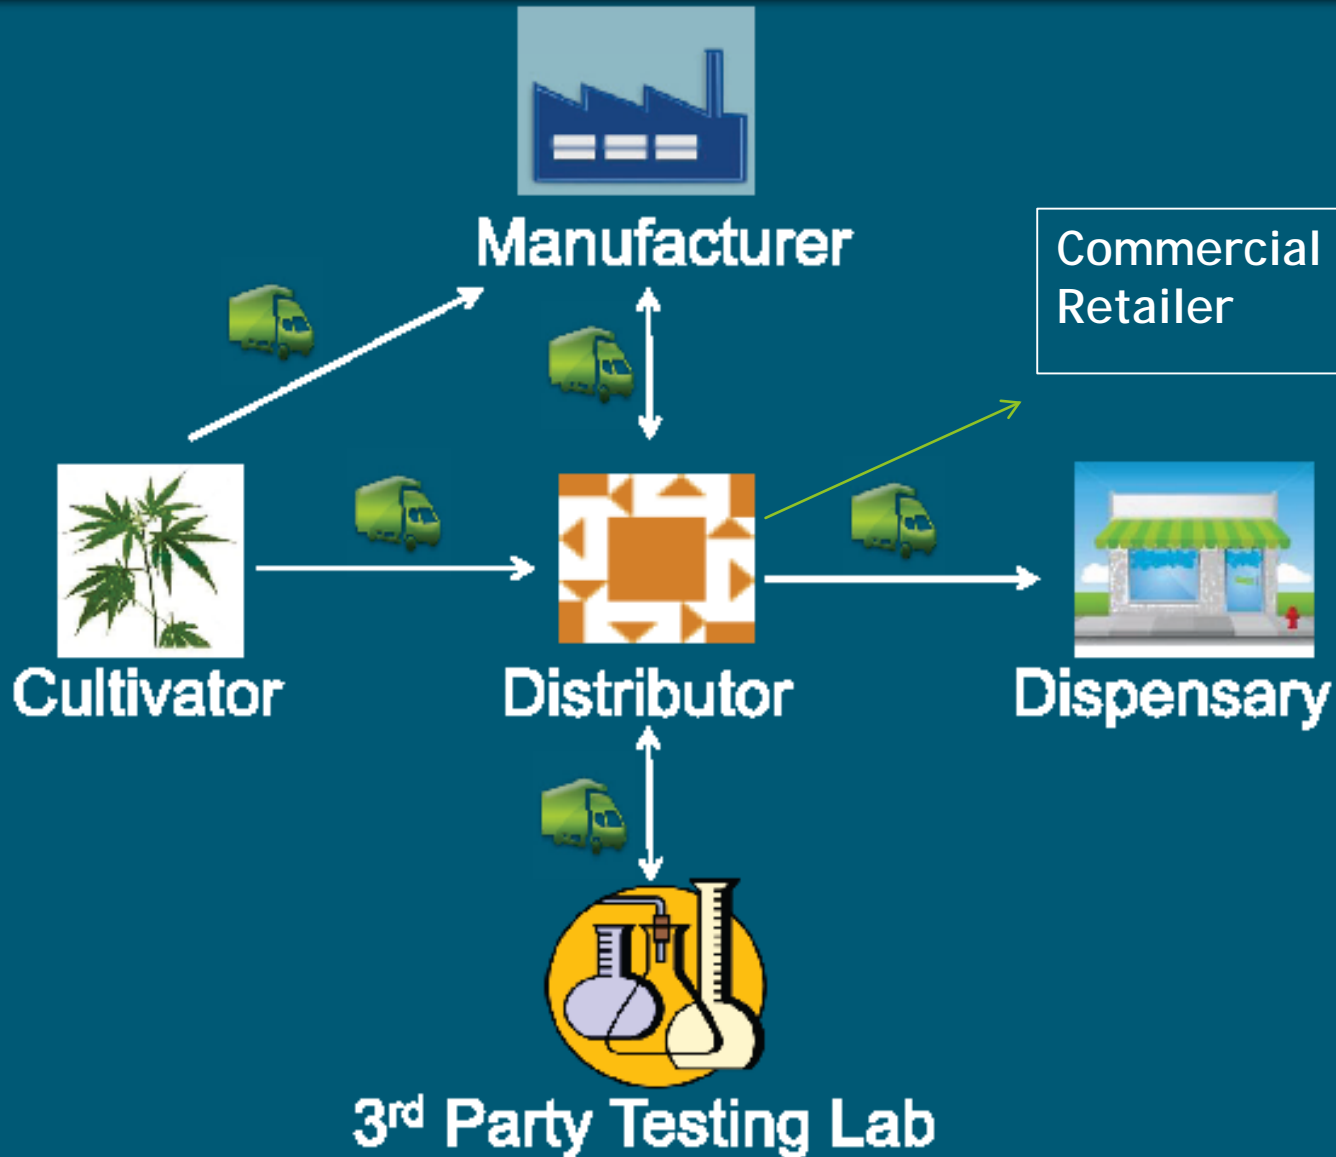 Manufacturer
Commercial
Retailer
Cultivator
Distributor
Dispensary
3rd Party Testing Lab